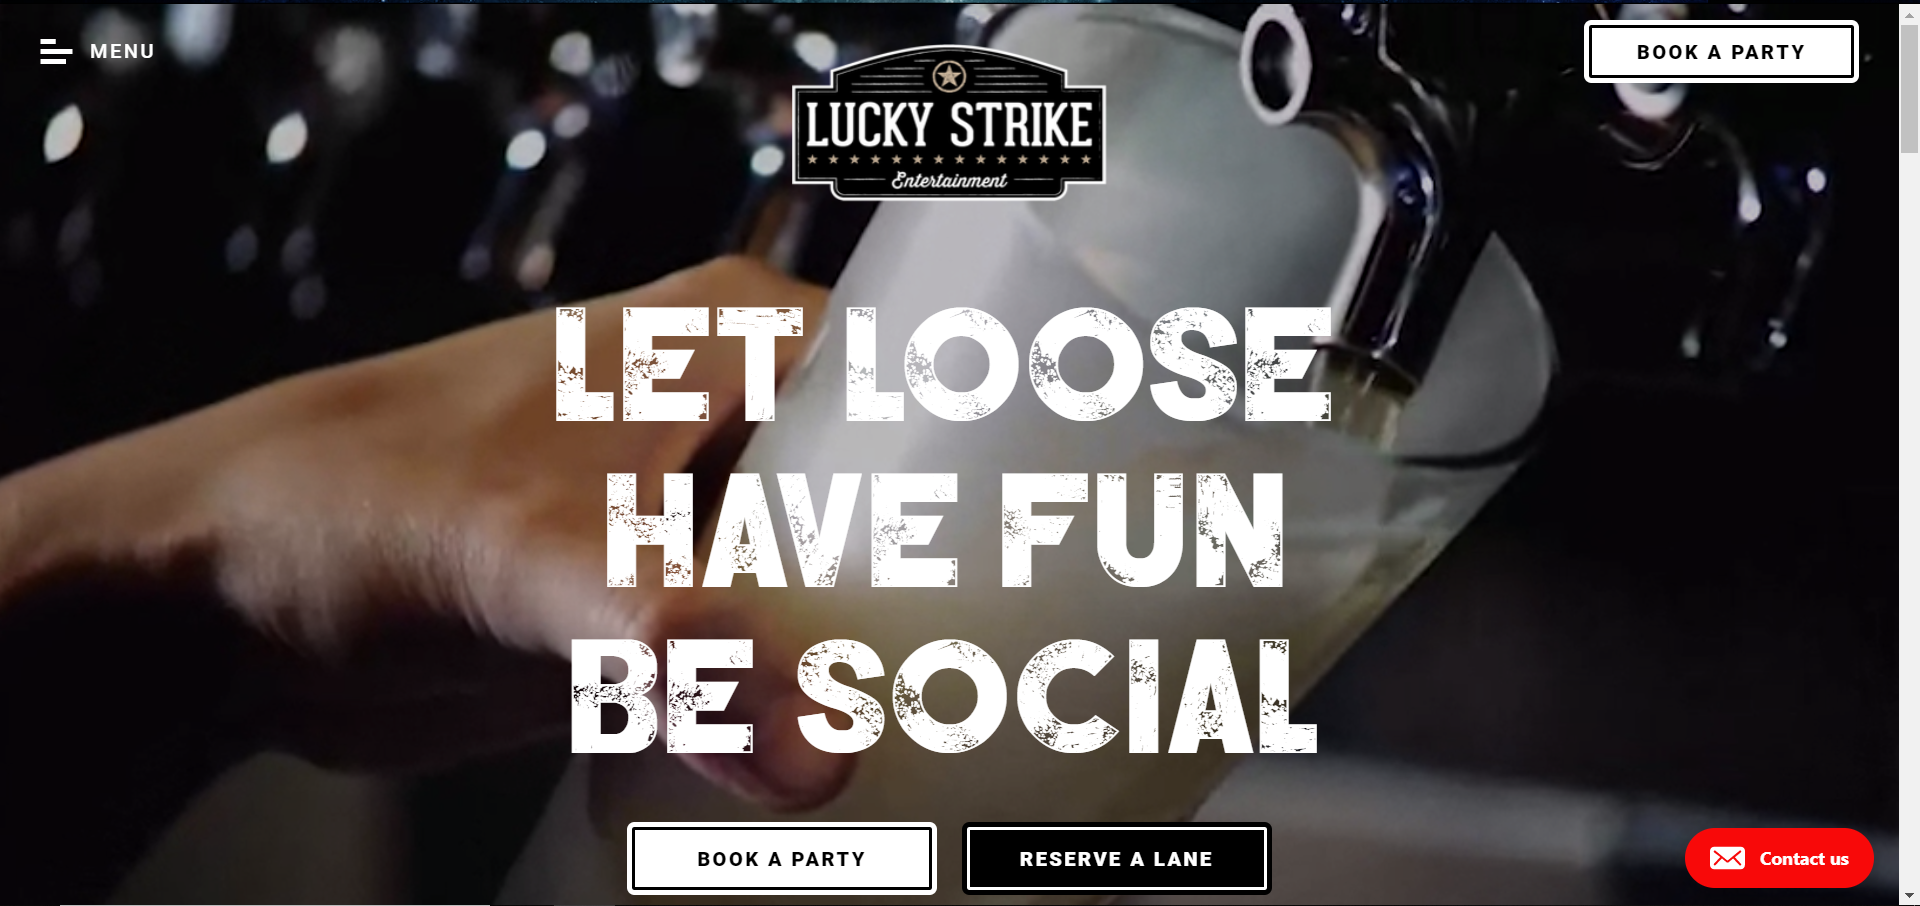 MENU
BOOK A PARTY
LUCKY STRIKE
Entertainment
LET LOOSE
HAVE FUN
BE SOCIAL
BOOK A PARTY
RESERVE A LANE
Contact us